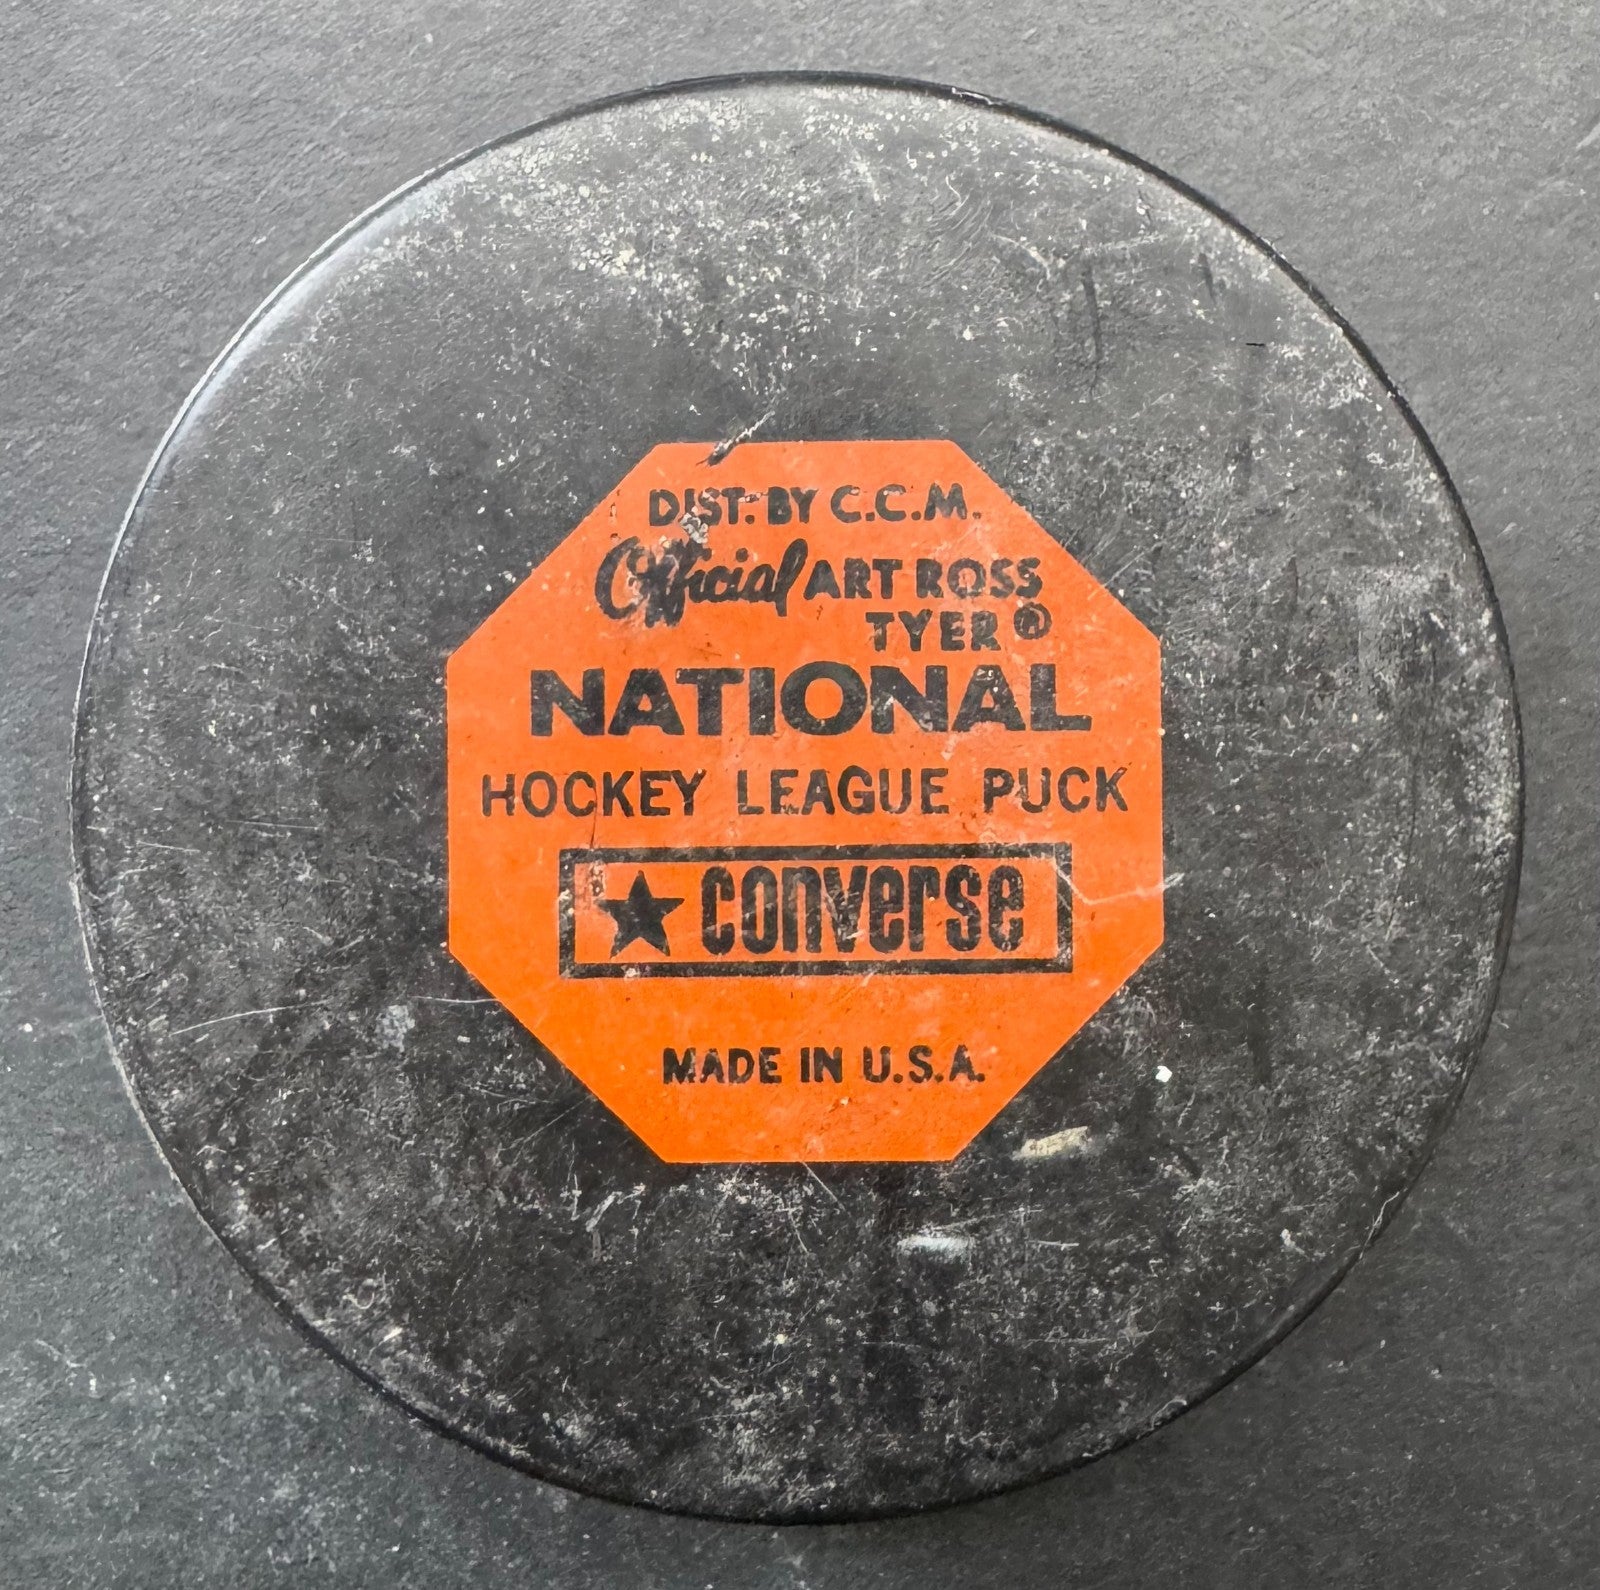 DIST. BY C.C.M.
Official ART ROSS
TYER®
NATIONAL
HOCKEY LEAGUE PUCK
★ converse
MADE IN U.S.A.